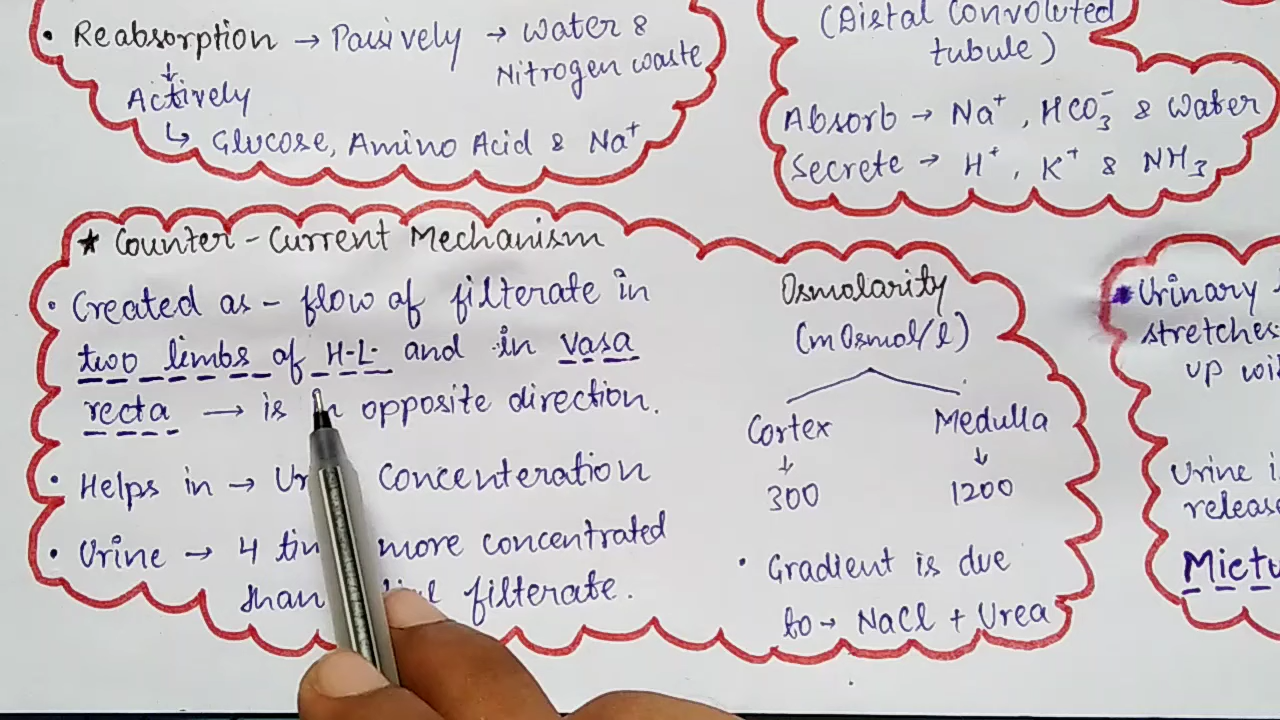 • Reabsorption → Passively → Water &
Nitrogen waste
↓
Actively
↳ Glucose, Amino Acid & Na⁺
(Distal Convoluted
tubule)
Absorb → Na⁺, HCO₃⁻ & Water
Secrete → H⁺, K⁺ & NH₃
★ Counter-Current Mechanism
• Created as - flow of filterate in
two limbs of H.L. and in vasa
recta → is opposite direction.
• Helps in → Concenteration
• Urine → 4 more concentrated
than filterate.
Osmolarity
(mOsmol/l)
Cortex
↓
300
Medulla
↓
1200
• Gradient is due
to → NaCl + Urea
Urinary
stretches
up
Urine